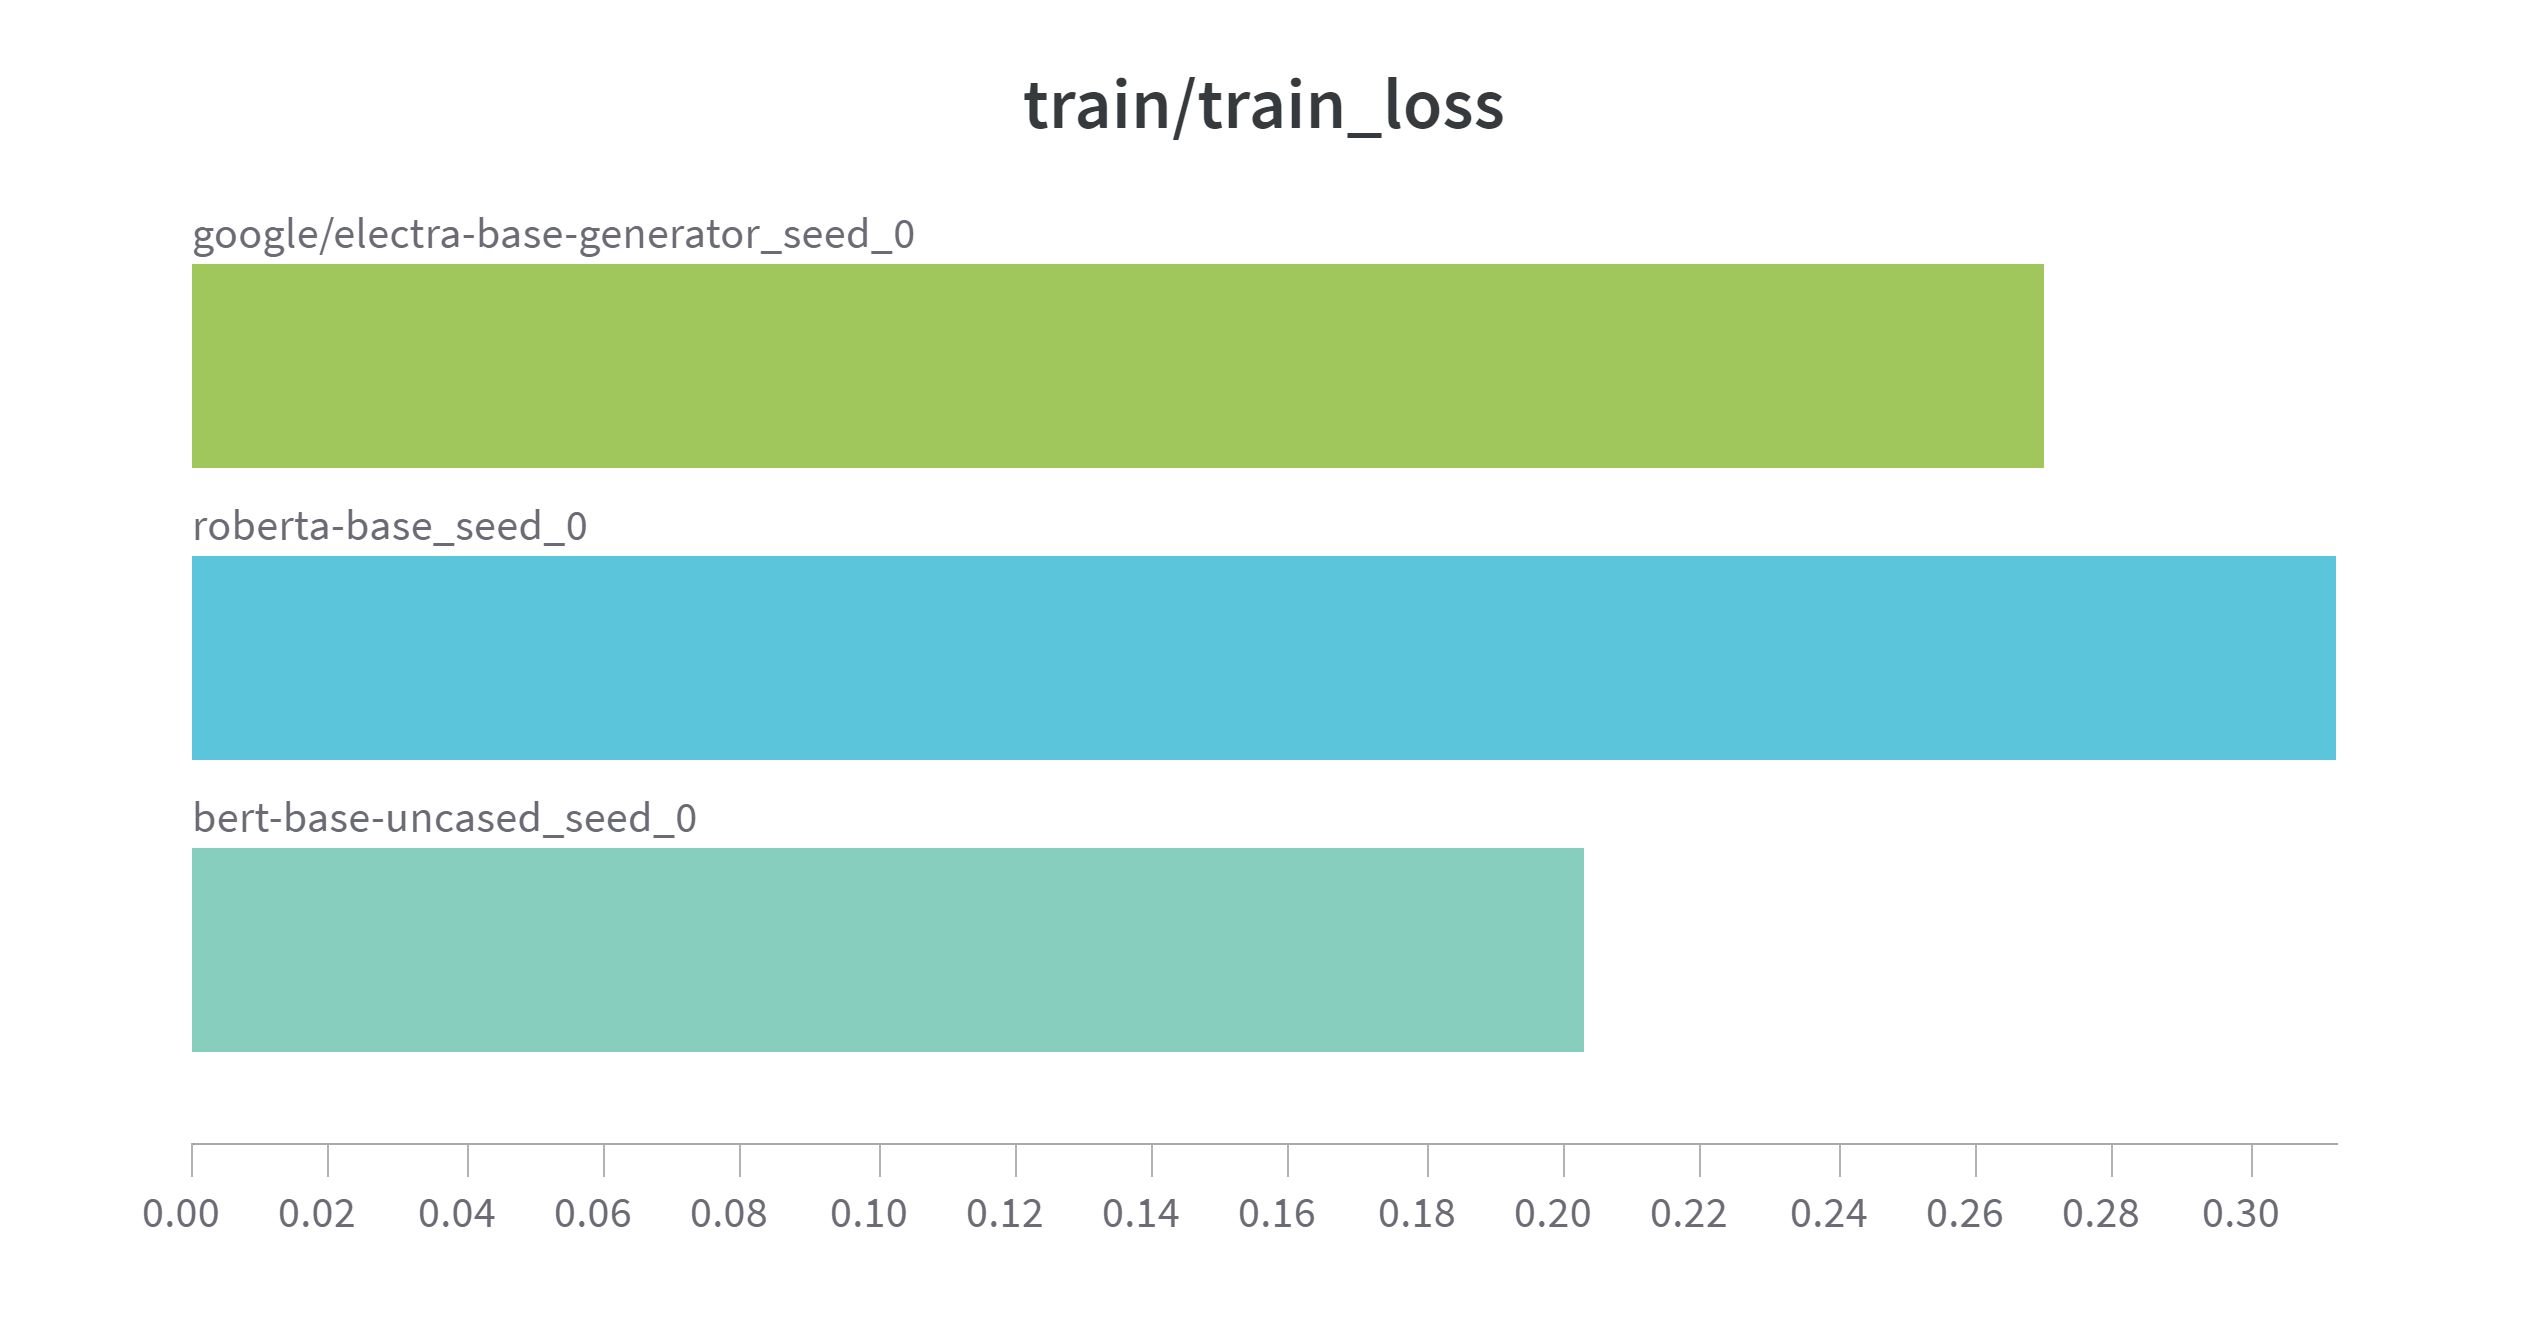 train/train_loss
google/electra-base-generator_seed_0
roberta-base_seed_0
bert-base-uncased_seed_0
0.00 0.02 0.04 0.06 0.08 0.10 0.12 0.14 0.16 0.18 0.20 0.22 0.24 0.26 0.28 0.30